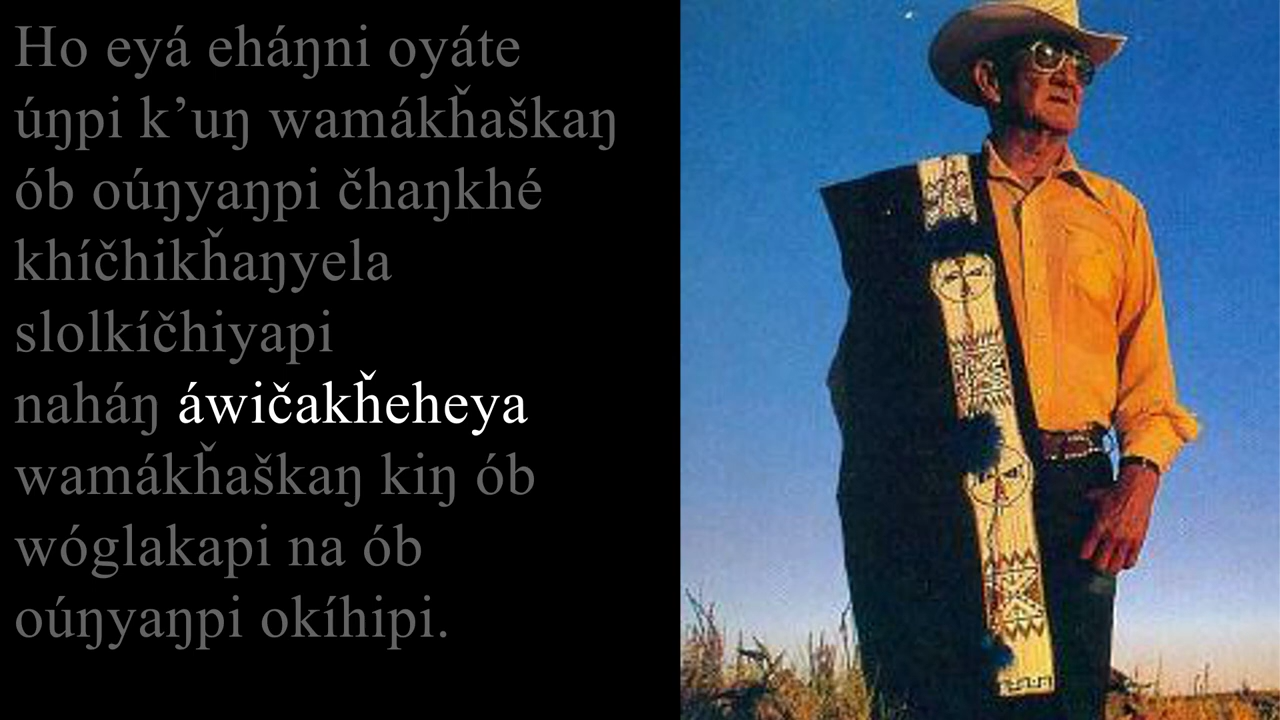 Ho eyá eháŋni oyáte
úŋpi k’uŋ wamákȟaškaŋ
ób oúŋyaŋpi čhaŋkhé
khíčhikȟaŋyela
slolkíčhiyapi
naháŋ áwičakȟeheya
wamákȟaškaŋ kiŋ ób
wóglakapi na ób
oúŋyaŋpi okíhipi.